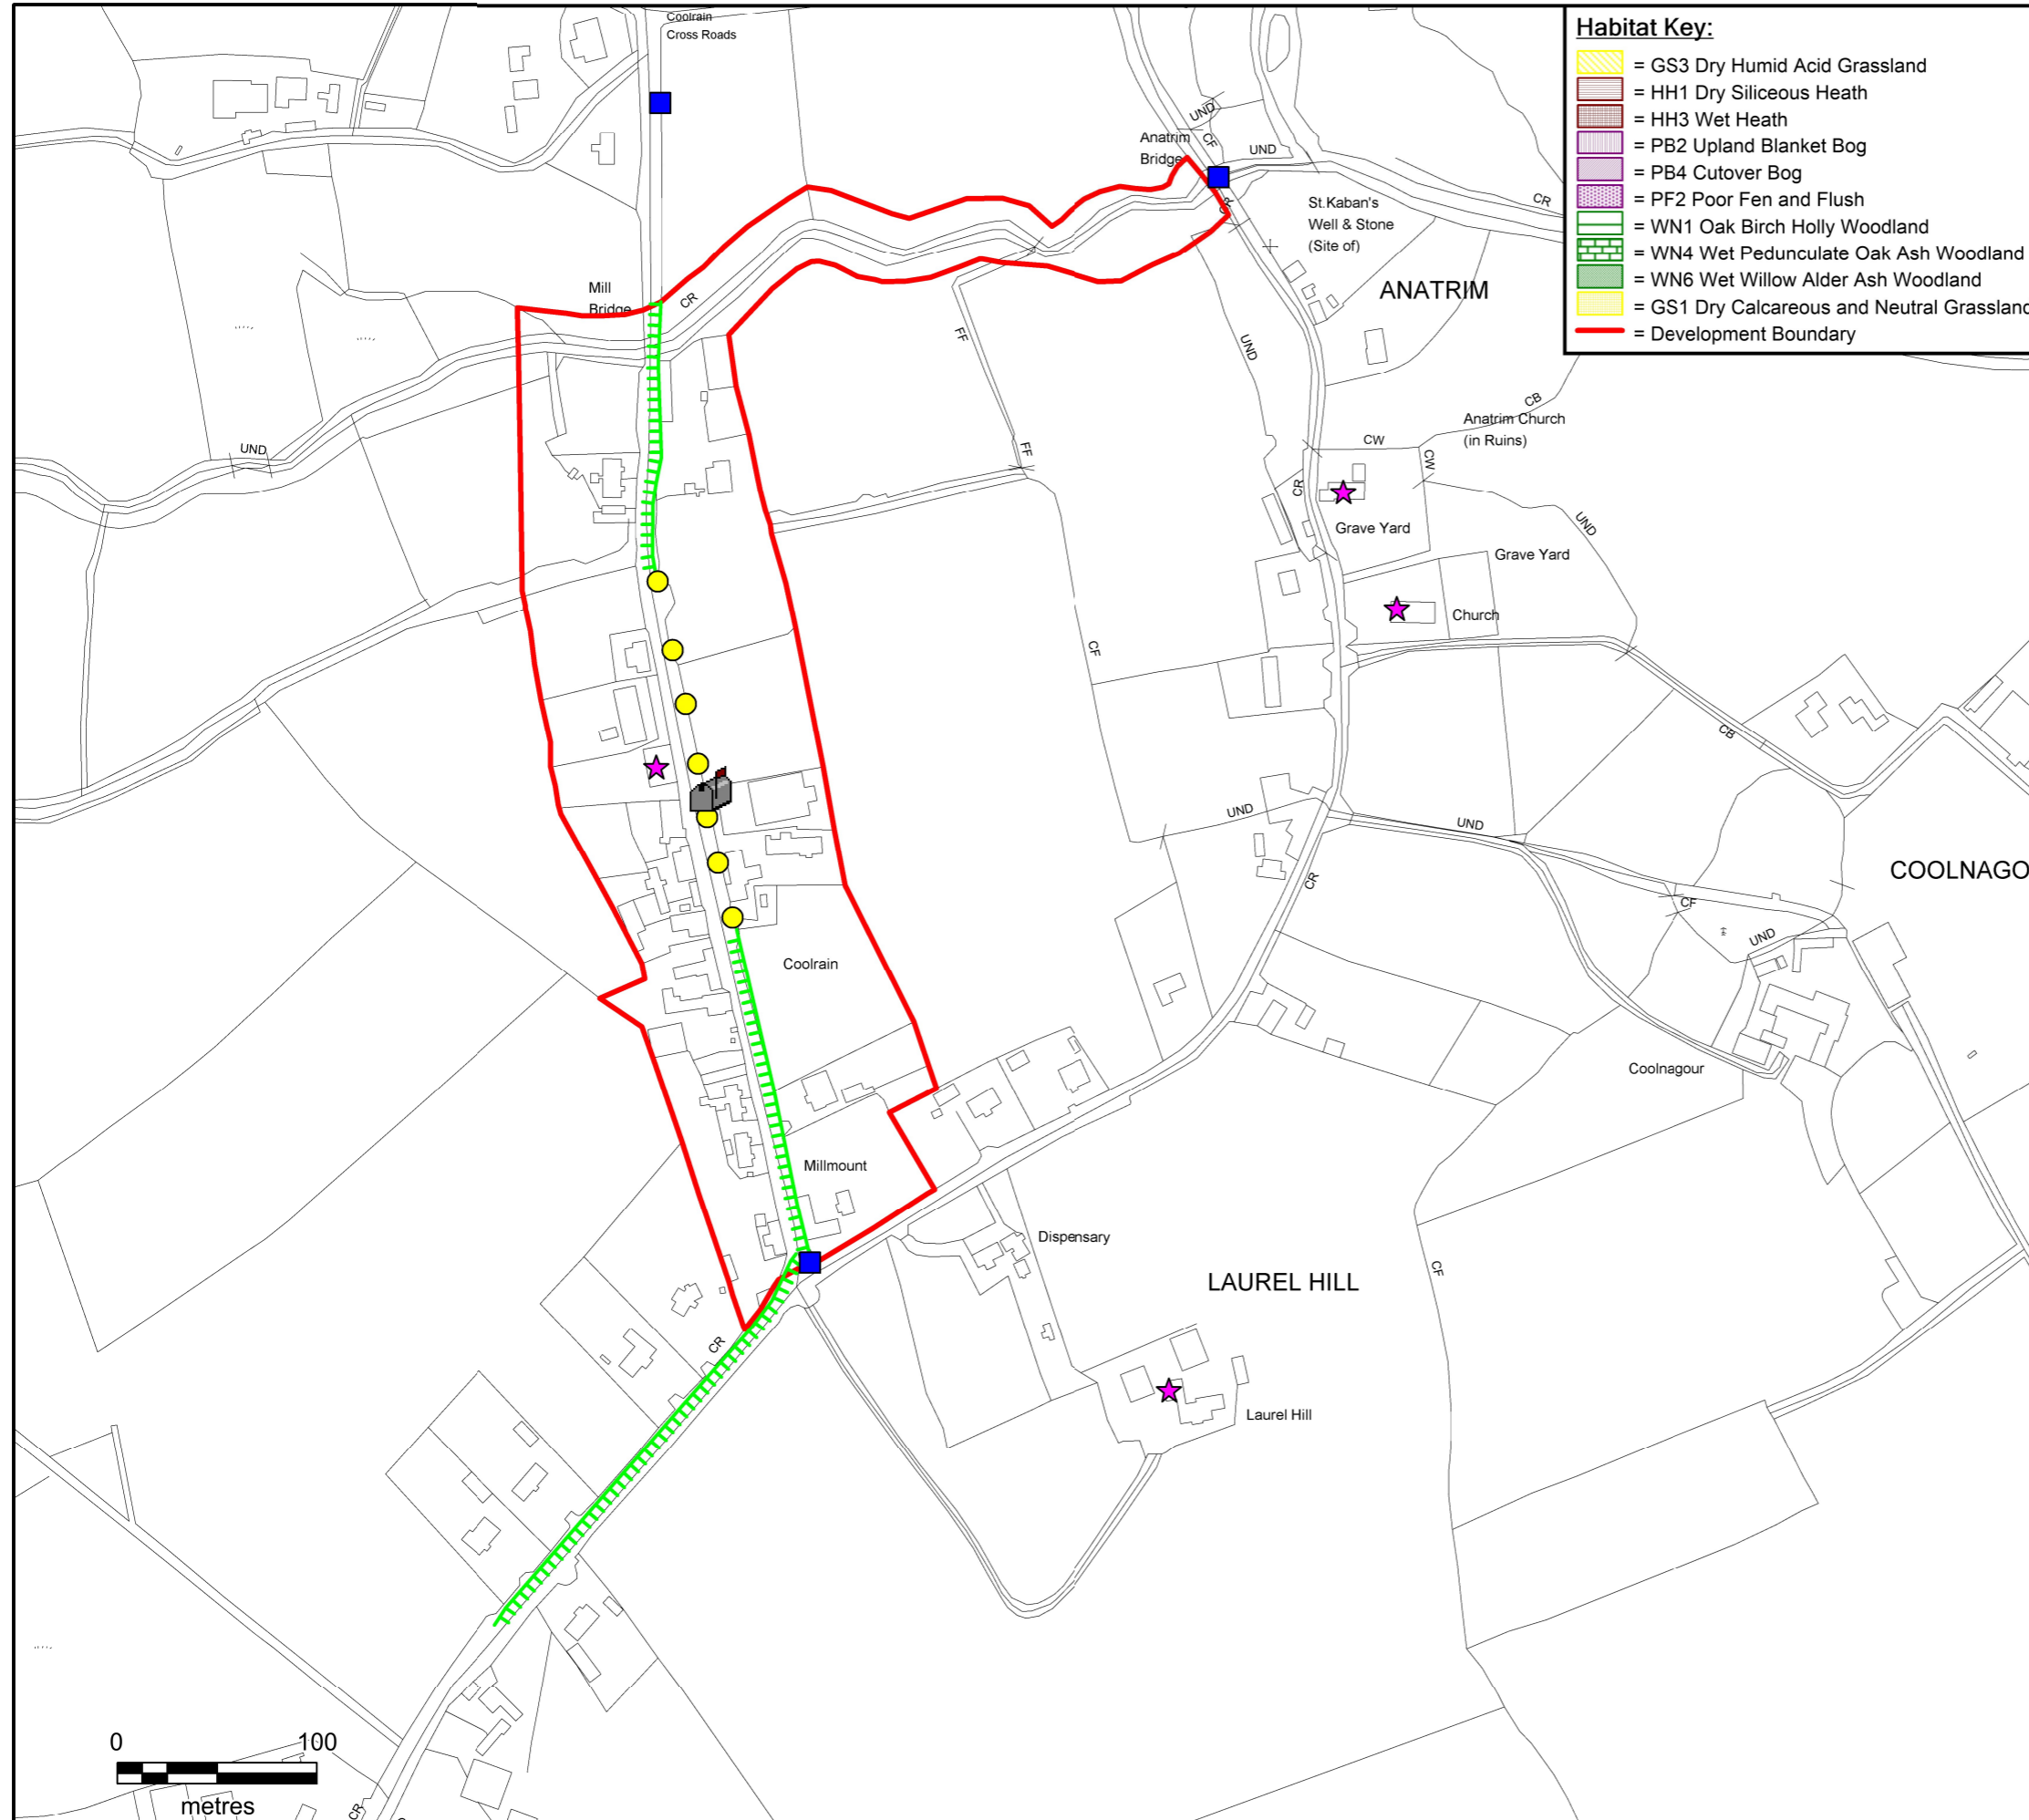 Coolrain
Cross Roads
Habitat Key:
= GS3 Dry Humid Acid Grassland
= HH1 Dry Siliceous Heath
= HH3 Wet Heath
= PB2 Upland Blanket Bog
= PB4 Cutover Bog
= PF2 Poor Fen and Flush
= WN1 Oak Birch Holly Woodland
= WN4 Wet Pedunculate Oak Ash Woodland
= WN6 Wet Willow Alder Ash Woodland
= GS1 Dry Calcareous and Neutral Grassland
= Development Boundary
UND
CF
Anatrim
Bridge
UND
CR
CR
St.Kaban's
Well & Stone
(Site of)
ANATRIM
Mill
Bridge
CR
FF
UND
CB
Anatrim Church
(in Ruins)
CW
CW
UND
FF
CR
Grave Yard
UND
Grave Yard
Church
CF
CB
UND
UND
COOLNAGO
CR
CF
UND
Coolrain
Coolnagour
Millmount
Dispensary
CF
LAUREL HILL
CR
Laurel Hill
0 100
metres
CR